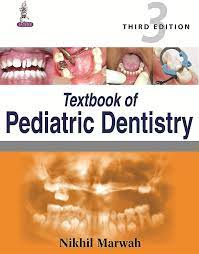 THIRD EDITION
3
Textbook of
Pediatric Dentistry
Nikhil Marwah